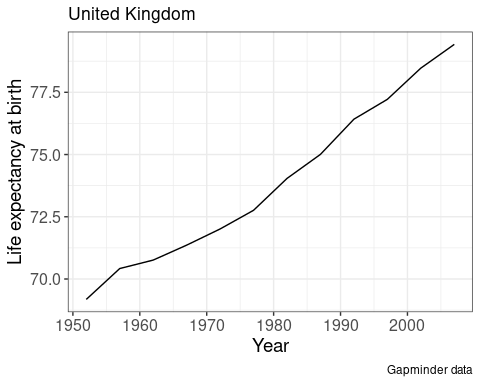 United Kingdom
Life expectancy at birth
77.5
75.0
72.5
70.0
1950 1960 1970 1980 1990 2000
Year
Gapminder data